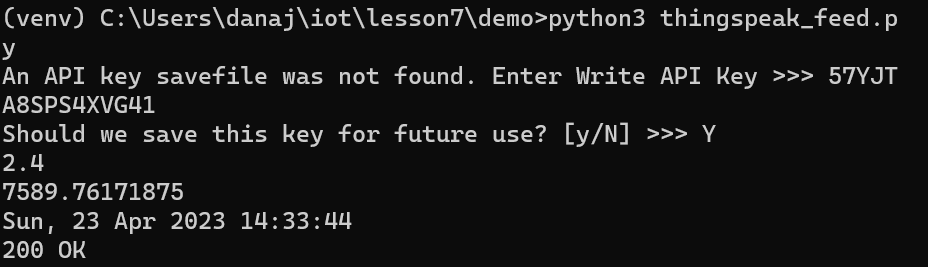 (venv) C:\Users\danaj\iot\lesson7\demo>python3 thingspeak_feed.p
y
An API key savefile was not found. Enter Write API Key >>> 57YJT
A8SPS4XVG41
Should we save this key for future use? [y/N] >>> Y
2.4
7589.76171875
Sun, 23 Apr 2023 14:33:44
200 OK